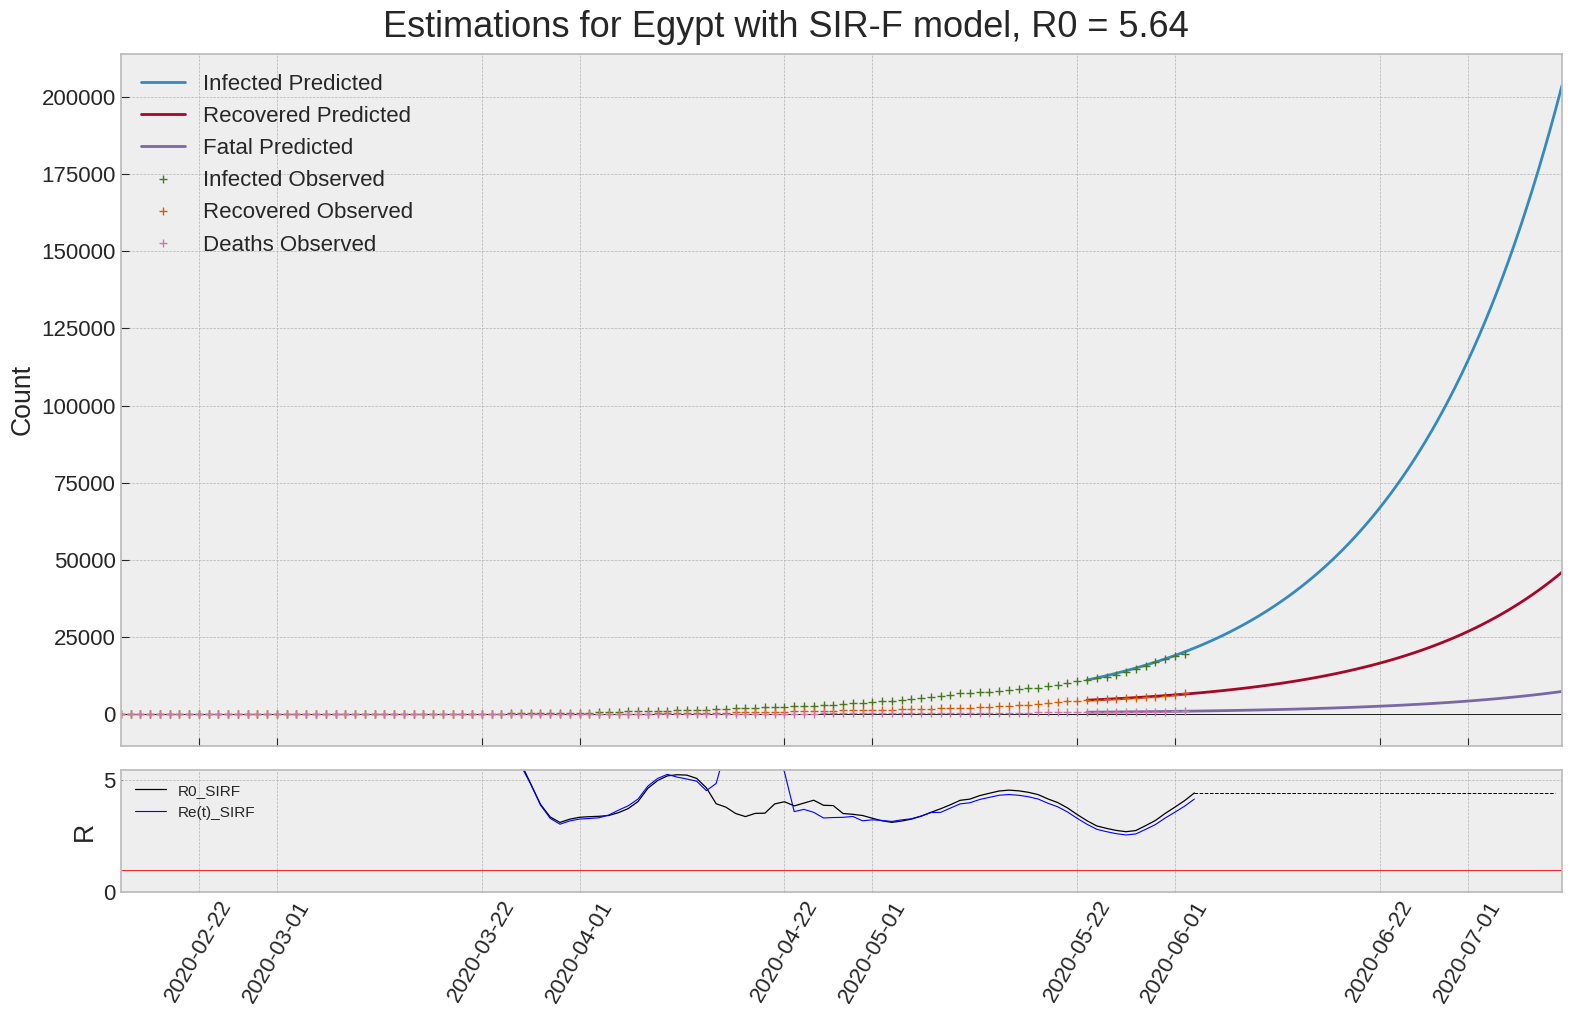 Estimations for Egypt with SIR-F model, R0 = 5.64
Infected Predicted
Recovered Predicted
Fatal Predicted
Infected Observed
Recovered Observed
Deaths Observed
200000
175000
150000
125000
100000
75000
50000
25000
0
Count
5
0
R
R0_SIRF
Re(t)_SIRF
2020-02-22
2020-03-01
2020-03-22
2020-04-01
2020-04-22
2020-05-01
2020-05-22
2020-06-01
2020-06-22
2020-07-01